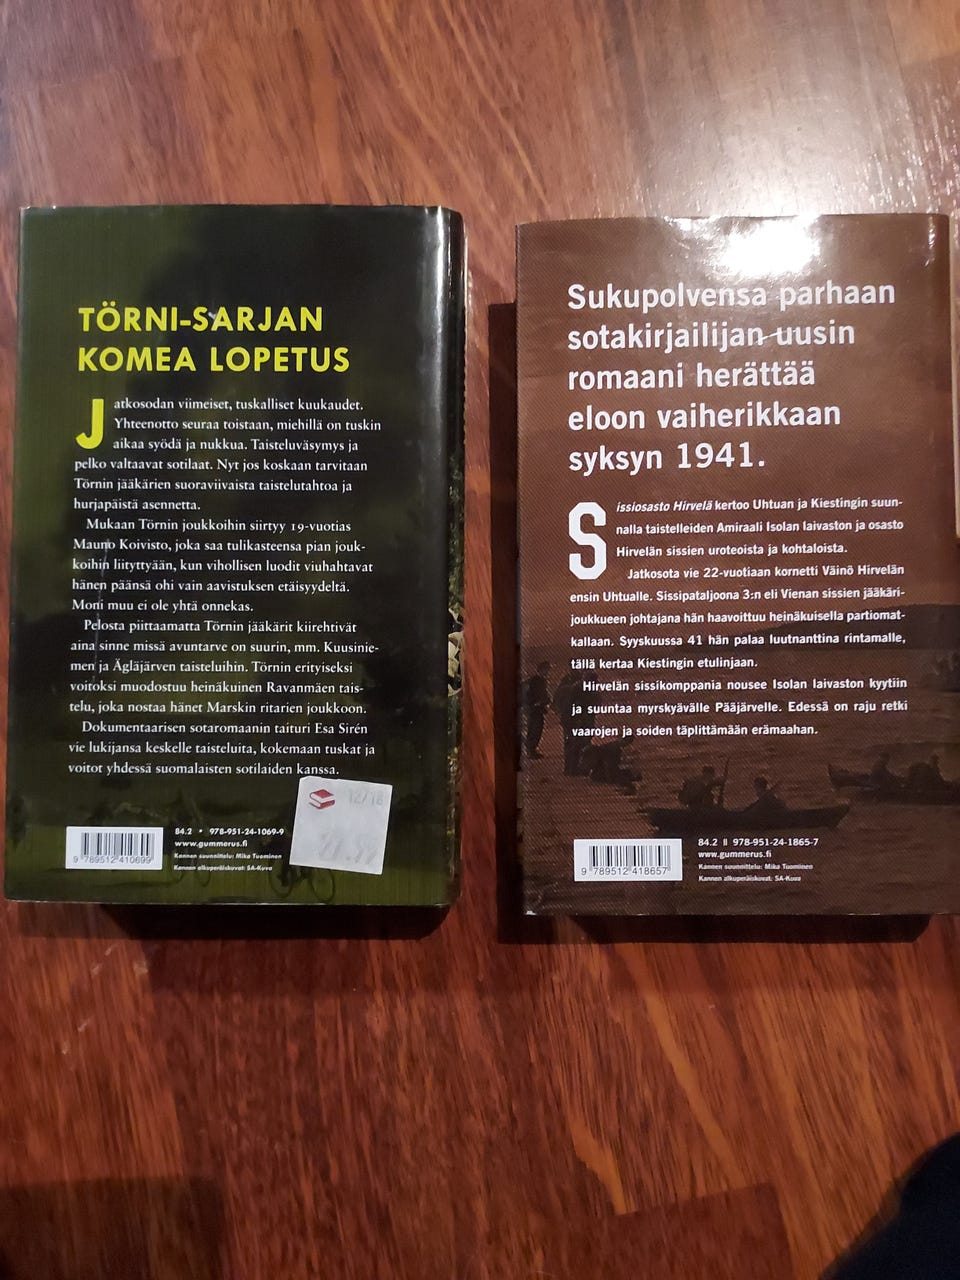 TÖRNI-SARJAN
KOMEA LOPETUS
Jatkosodan viimeiset, tuskalliset kuukaudet.
Yhteenotto seuraa toistaan, miehillä on tuskin
aikaa syödä ja nukkua. Taisteluväsymys ja
pelko valtaavat sotilaat. Nyt jos koskaan tarvitaan
Törnin jääkärien suoraviivaista taistelutahtoa ja
hurjapäistä asennetta.
Mukaan Törnin joukkoihin siirtyy 19-vuotias
Mauno Koivisto, joka saa tulikasteensa pian jouk-
koihin liityttyään, kun vihollisen luodit viuhahtavat
hänen päänsä ohi vain aavistuksen etäisyydeltä.
Moni muu ei ole yhtä onnekas.
Pelosta piittaamatta Törnin jääkärit kiirehtivät
aina sinne missä avuntarve on suurin, mm. Kuusinie-
men ja Ägläjärven taisteluihin. Törnin erityiseksi
voitoksi muodostuu heinäkuinen Ravanmäen tais-
telu, joka nostaa hänet Marskin ritarien joukkoon.
Dokumentaarisen sotaromaanin taituri Esa Sirén
vie lukijansa keskelle taisteluita, kokemaan tuskat ja
voitot yhdessä suomalaisten sotilaiden kanssa.
12/18
84.2 • 978-951-24-1069-9
www.gummerus.fi
Kannen suunnittelu: Mika Tuominen
Kannen alkuperäiskuvat: SA-Kuva
9 789512 410699
Sukupolvensa parhaan
sotakirjailijan uusin
romaani herättää
eloon vaiherikkaan
syksyn 1941.
Sissiosasto Hirvelä kertoo Uhtuan ja Kiestingin suun-
nalla taistelleiden Amiraali Isolan laivaston ja osasto
Hirvelän sissien uroteoista ja kohtaloista.
Jatkosota vie 22-vuotiaan kornetti Väinö Hirvelän
ensin Uhtualle. Sissipataljoona 3:n eli Vienan sissien jääkäri-
joukkueen johtajana hän haavoittuu heinäkuisella partiomat-
kallaan. Syyskuussa 41 hän palaa luutnanttina rintamalle,
tällä kertaa Kiestingin etulinjaan.
Hirvelän sissikomppania nousee Isolan laivaston kyytiin
ja suuntaa myrskyävälle Pääjärvelle. Edessä on raju retki
vaarojen ja soiden täplittämään erämaahan.
84.2 || 978-951-24-1865-7
www.gummerus.fi
Kannen suunnittelu: Mika Tuominen
Kannen alkuperäiskuvat: SA-Kuva
9 789512 418657